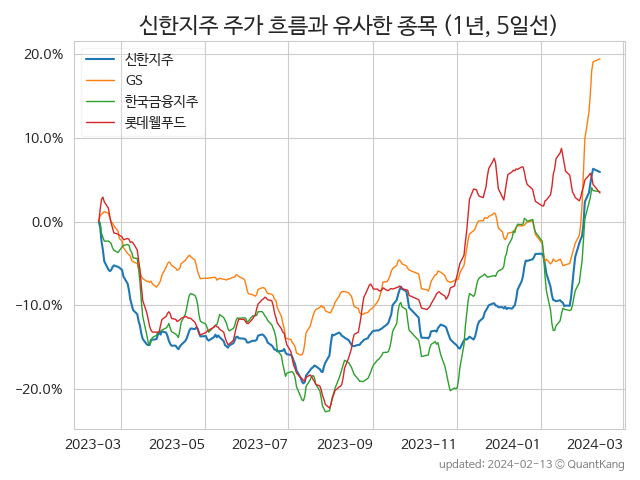 신한지주 주가 흐름과 유사한 종목 (1년, 5일선)
신한지주
GS
한국금융지주
롯데웰푸드
20.0%
10.0%
0.0%
−10.0%
−20.0%
2023-03 2023-05 2023-07 2023-09 2023-11 2024-01 2024-03
updated: 2024-02-13 © QuantKang